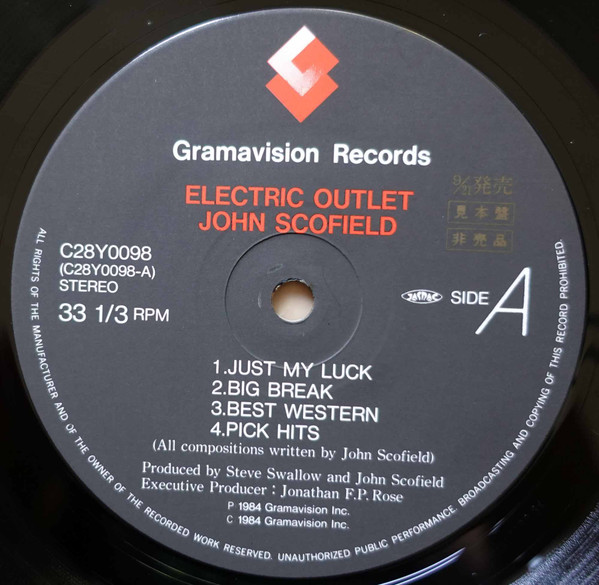 Gramavision Records
ELECTRIC OUTLET
JOHN SCOFIELD
9/21発売
見本盤
非売品
C28Y0098
(C28Y0098-A)
STEREO
33 1/3 RPM
JASRAC
SIDE A
1.JUST MY LUCK
2.BIG BREAK
3.BEST WESTERN
4.PICK HITS
(All compositions written by John Scofield)
Produced by Steve Swallow and John Scofield
Executive Producer : Jonathan F.P. Rose
P 1984 Gramavision Inc.
C 1984 Gramavision Inc.
ALL RIGHTS OF THE MANUFACTURER AND OF THE OWNER OF THE RECORDED WORK RESERVED. UNAUTHORIZED PUBLIC PERFORMANCE. BROADCASTING AND COPYING OF THIS RECORD PROHIBITED.